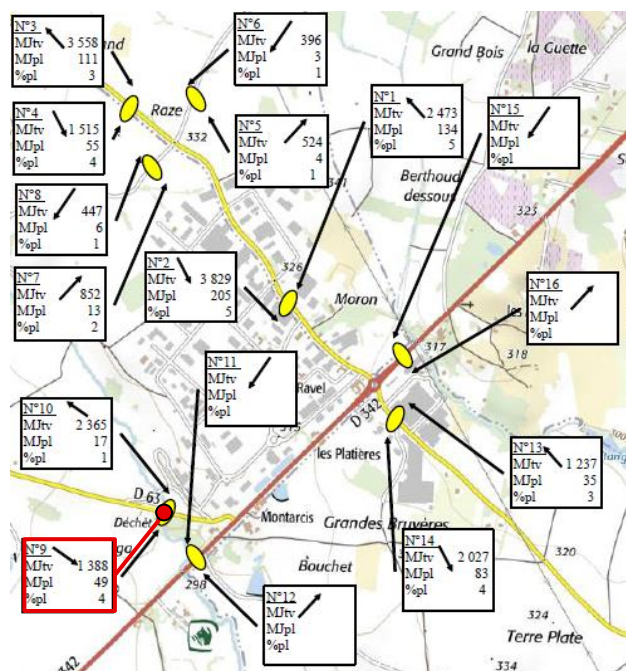 N°3
MJtv 3 558
MJpl 111
%pl 3
and
N°6
MJtv 396
MJpl 3
%pl 1
Grand Bois
la Guette
N°4
MJtv 1 515
MJpl 55
%pl 4
Raze
332
N°5
MJtv 524
MJpl 4
%pl 1
N°1
MJtv 2 473
MJpl 134
%pl 5
N°15
MJtv
MJpl
%pl
341
Berthoud
dessous
325
N°8
MJtv 447
MJpl 6
%pl 1
N°7
MJtv 852
MJpl 13
%pl 2
N°2
MJtv 3 829
MJpl 205
%pl 5
326
Moron
N°16
MJtv
MJpl
%pl
les
317
318
N°11
MJtv
MJpl
%pl
Ravel
D 342
les Platières
N°10
MJtv 2 365
MJpl 17
%pl 1
N°13
MJtv 1 237
MJpl 35
%pl 3
D 63
Déchèt
Montarcis
Grandes Bruyères
N°9
MJtv 1 388
MJpl 49
%pl 4
ga
298
Bouchet
N°14
MJtv 2 027
MJpl 83
%pl 4
320
N°12
MJtv
MJpl
%pl
342
324
Terre Plate
334